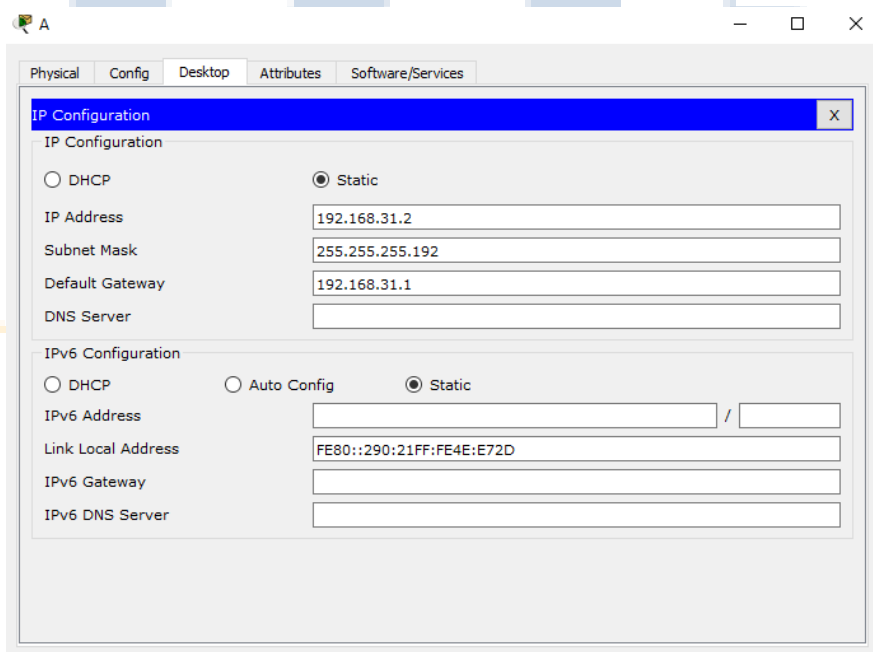 A
Physical Config Desktop Attributes Software/Services
IP Configuration X
IP Configuration
DHCP Static
IP Address 192.168.31.2
Subnet Mask 255.255.255.192
Default Gateway 192.168.31.1
DNS Server
IPv6 Configuration
DHCP Auto Config Static
IPv6 Address /
Link Local Address FE80::290:21FF:FE4E:E72D
IPv6 Gateway
IPv6 DNS Server